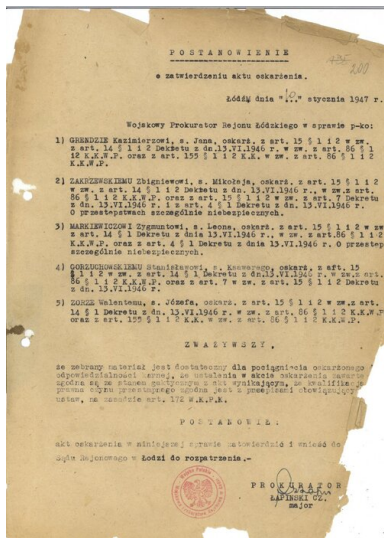 P O S T A N O W I E N I E
o zatwierdzeniu aktu oskarżenia.
200
Łódź, dnia "10." stycznia 1947 r.
Wojskowy Prokurator Rejonu Łódzkiego w sprawie p-ko:
1) GRENDZIE Kazimierzowi, s. Jana, oskarż. z art. 15 § 1 i 2 w zw.
z art. 14 § 1 i 2 Dekretu z dn. 13.VI.1946 r. w zw. z art. 86 § 1
i 2 K.K.W.P. oraz z art. 155 § 1 i 2 K.K. w zw. z art. 86 § 1 i 2
K.K.W.P.
2) ZAKRZEWSKIEMU Zbigniewowi, s. Mikołaja, oskarż. z art. 15 § 1 i 2
w zw. z art. 14 § 1 i 2 Dekretu z dn. 13.VI.1946 r., w zw. z art.
86 § 1 i 2 K.K.W.P. oraz z art. 15 § 1 i 2 w zw. z art. 7 Dekretu
z dn. 13.VI.1946 r. i z art. 4 § 1 Dekretu z dn. 13.VI.1946 r.
O przestępstwach szczególnie niebezpiecznych.
3) MARKIEWICZOWI Zygmuntowi, s. Leona, oskarż. z art. 15 § 1 i 2 w zw
z art. 14 § 1 i 2 Dekretu z dnia 13.VI.1946 r., w zw. z art. 86 § 1 i 2
K.K.W.P. oraz z art. 4 § 1 Dekretu z dnia 13.VI.1946 r. O przestęp
szczególnie niebezpiecznych.
4) GORZUCHOWSKIEMU Stanisławowi, s. Ksawerego, oskarż. z art. 15
§ 1 i 2 w zw. z art. 14 § 1 Dekretu z dn. 13.VI.1946 r. w zw. z art.
86 § 1 i 2 K.K.W.P. oraz z art. 7 w zw. z art. 15 § 1 i 2 Dekretu
z dn. 13.VI.1946 r.
5) ZORZE Walentemu, s. Józefa, oskarż. z art. 15 § 1 i 2 w zw. z art.
14 § 1 Dekretu z dn. 13.VI.1946 r. w zw. z art. 86 § 1 i 2 K.K.W.P
oraz z art. 155 § 1 i 2 K.K. w zw. z art. 86 § 1 i 2 K.K.W.P.
Z W A Ż Y W S Z Y ,
że zebrany materiał jest dostateczny dla pociągnięcia oskarżonego
odpowiedzialności karnej, że ustalenia w akcie oskarżenia zawarte
zgodne są ze stanem faktycznym z akt wynikającym, że kwalifikacja
prawna czynu przestępnego zgodna jest z przepisami obowiązujący
ustaw, na zasadzie art. 172 K.W.P.K.
P O S T A N O W I Ł :
akt oskarżenia w niniejszej sprawie zatwierdzić i wnieść do
Sądu Rejonowego w Łodzi do rozpatrzenia.-
P R O K U R A T O R
ŁAPIŃSKI CZ.
major